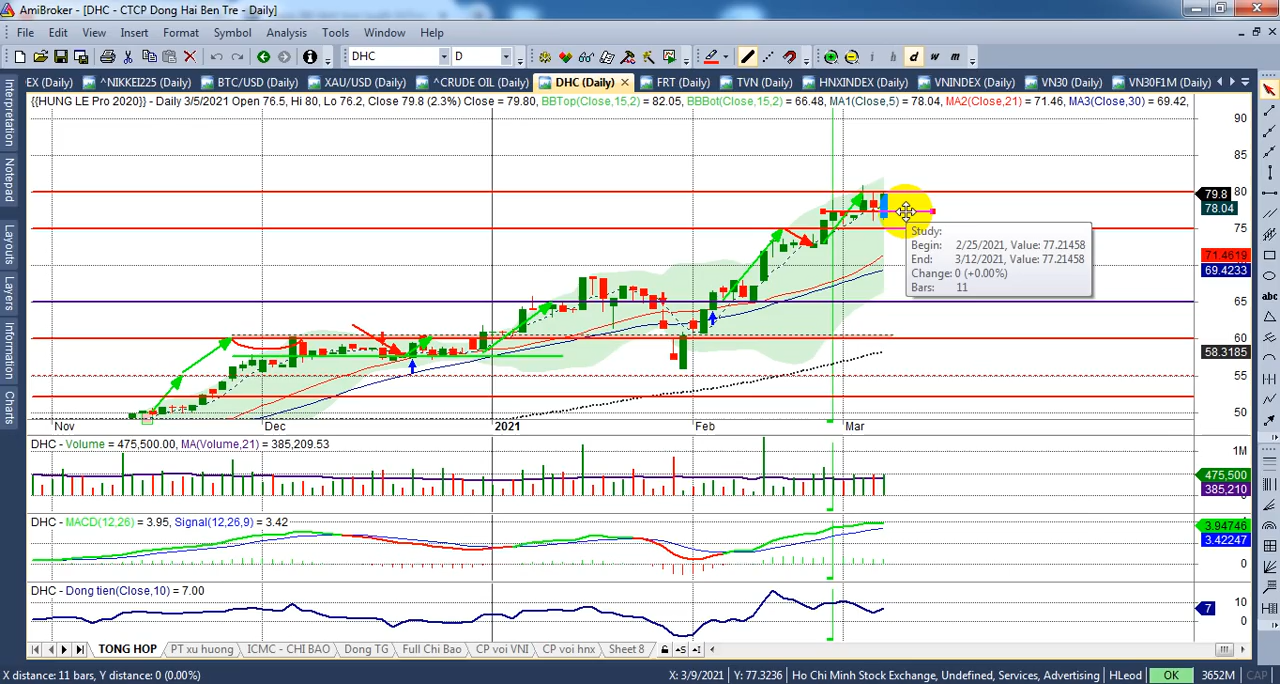 AmiBroker - [DHC - CTCP Dong Hai Ben Tre - Daily]
File Edit View Insert Format Symbol Analysis Tools Window Help
DHC D i h d w m
EX (Daily) ^NIKKEI225 (Daily) BTC/USD (Daily) XAU/USD (Daily) ^CRUDE OIL (Daily) DHC (Daily) FRT (Daily) TVN (Daily) HNXINDEX (Daily) VNINDEX (Daily) VN30 (Daily) VN30F1M (Daily)
{{HUNG LE Pro 2020}} - Daily 3/5/2021 Open 76.5, Hi 80, Lo 76.2, Close 79.8 (2.3%) Close = 79.80, BBTop(Close,15,2) = 82.05, BBBot(Close,15,2) = 66.48, MA1(Close,5) = 78.04, MA2(Close,21) = 71.46, MA3(Close,30) = 69.42,
Interpretation
Notepad
Layouts
Layers
Information
Charts
90
85
80
79.8
78.04
75
71.4619
69.4233
65
60
58.3185
55
50
Study:
Begin: 2/25/2021, Value: 77.21458
End: 3/12/2021, Value: 77.21458
Change: 0 (+0.00%)
Bars: 11
Nov Dec 2021 Feb Mar
DHC - Volume = 475,500.00, MA(Volume,21) = 385,209.53
1M
475,500
385,210
DHC - MACD(12,26) = 3.95, Signal(12,26,9) = 3.42
3.94746
3.42247
0
DHC - Dong tien(Close,10) = 7.00
10
7
0
abc
TONG HOP PT xu huong ICMC - CHI BAO Dong TG Full Chi Bao CP voi VNI CP voi hnx Sheet 8
X distance: 11 bars, Y distance: 0 (0.00%) X: 3/9/2021 Y: 77.3236 Ho Chi Minh Stock Exchange, Undefined, Services, Advertising HLeod OK 3652M CAP